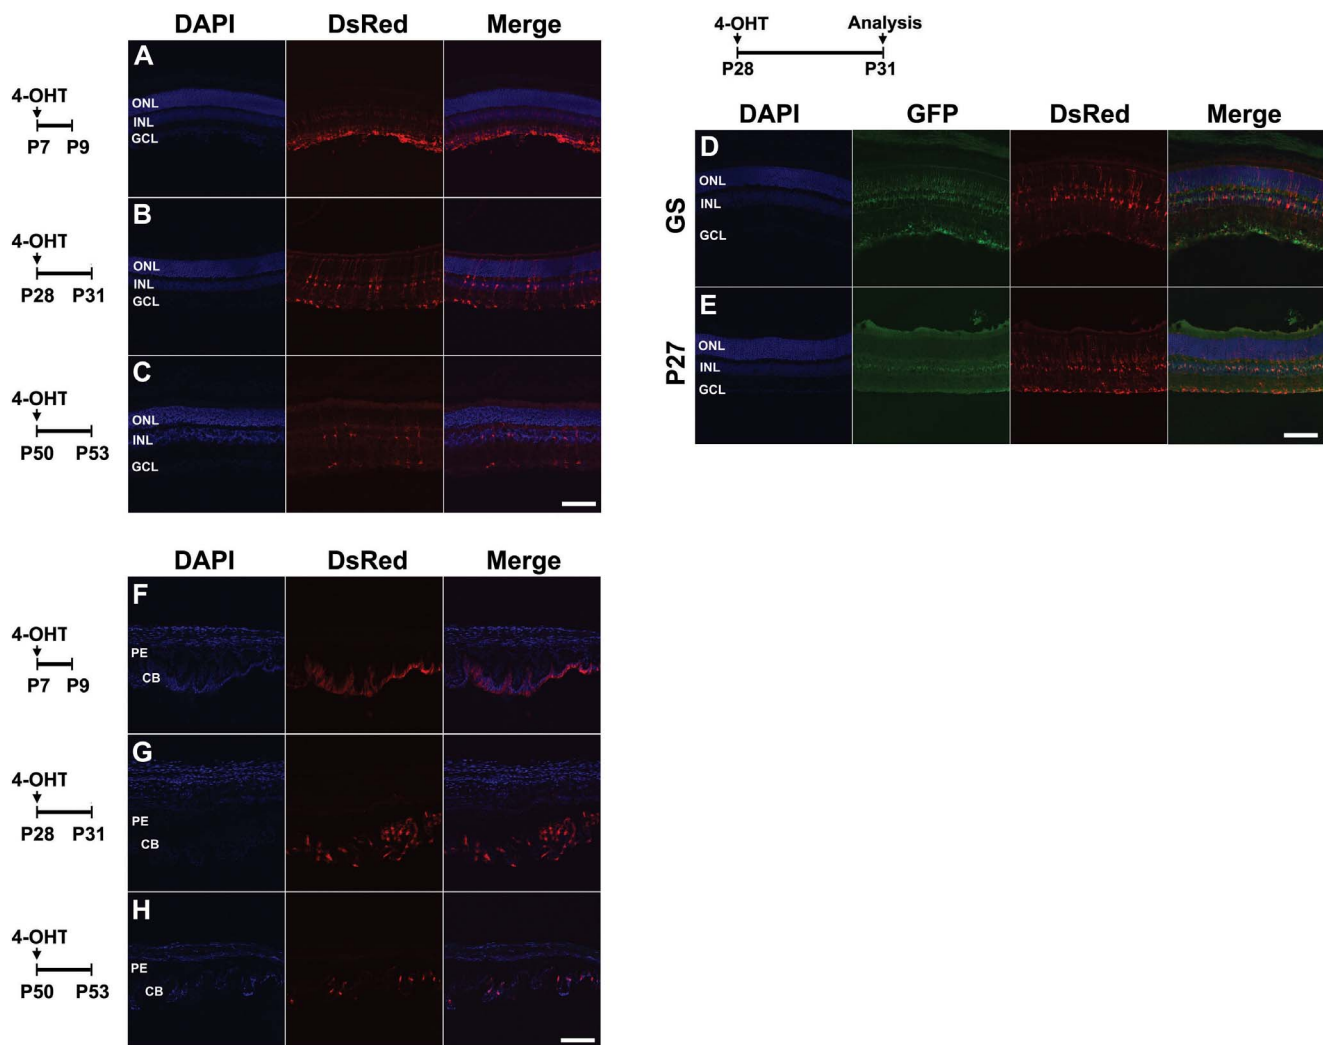 DAPI DsRed Merge
A
4-OHT
ONL
INL
GCL
P7 P9
B
4-OHT
ONL
INL
GCL
P28 P31
C
4-OHT
ONL
INL
GCL
P50 P53
4-OHT Analysis
P28 P31
DAPI GFP DsRed Merge
D
GS
ONL
INL
GCL
E
P27
ONL
INL
GCL
DAPI DsRed Merge
F
4-OHT
PE
CB
P7 P9
G
4-OHT
PE
CB
P28 P31
H
4-OHT
PE
CB
P50 P53